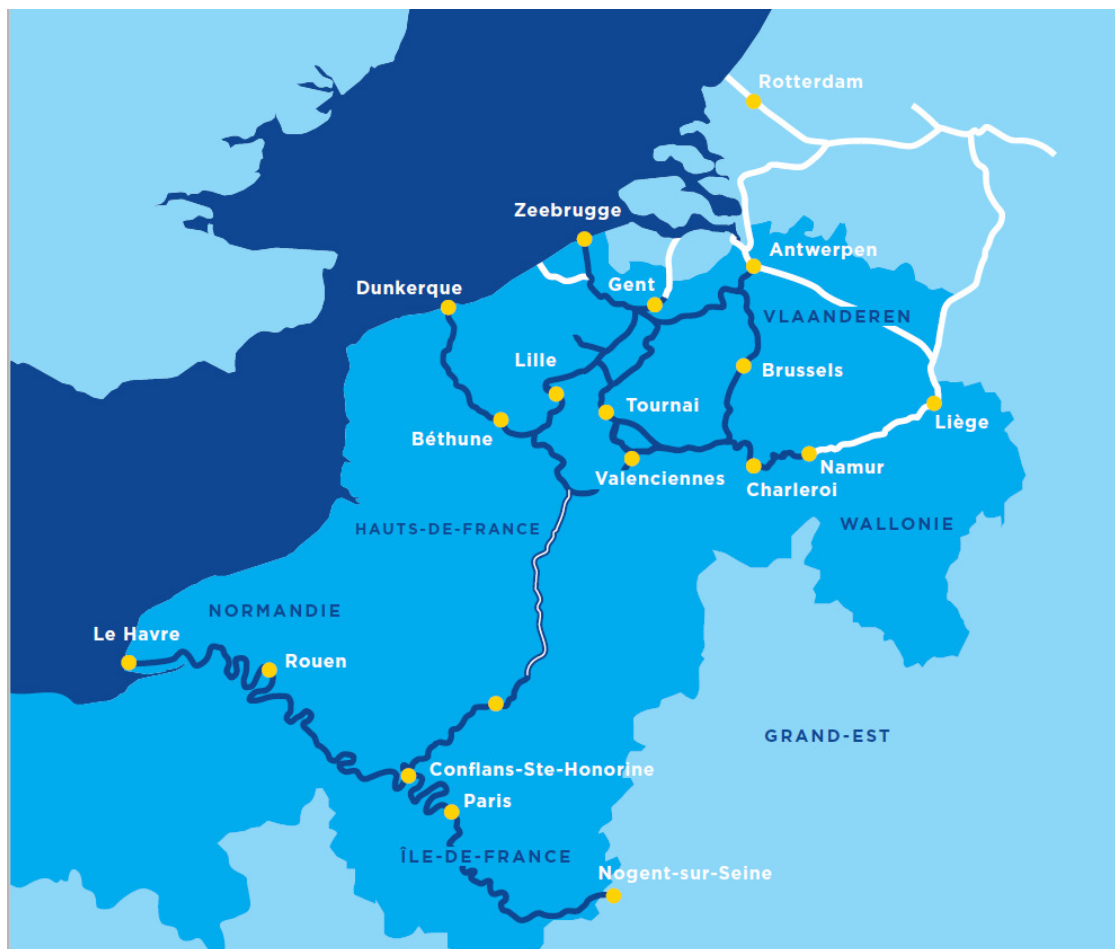 Rotterdam
Zeebrugge
Antwerpen
Dunkerque
Gent
VLAANDEREN
Lille
Brussels
Tournai
Liège
Béthune
Namur
Valenciennes
Charleroi
HAUTS-DE-FRANCE
WALLONIE
NORMANDIE
Le Havre
Rouen
GRAND-EST
Conflans-Ste-Honorine
Paris
ÎLE-DE-FRANCE
Nogent-sur-Seine